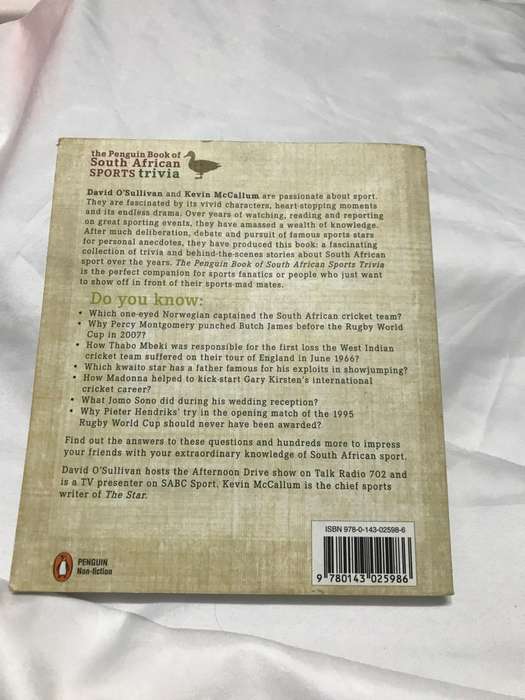 the Penguin Book of
South African
SPORTS trivia
David O'Sullivan and Kevin McCallum are passionate about sport.
They are fascinated by its vivid characters, heart-stopping moments
and its endless drama. Over years of watching, reading and reporting
on great sporting events, they have amassed a wealth of knowledge.
After much deliberation, debate and pursuit of famous sports stars
for personal anecdotes, they have produced this book: a fascinating
collection of trivia and behind-the-scenes stories about South African
sport over the years. The Penguin Book of South African Sports Trivia
is the perfect companion for sports fanatics or people who just want
to show off in front of their sports-mad mates.
Do you know:
• Which one-eyed Norwegian captained the South African cricket team?
• Why Percy Montgomery punched Butch James before the Rugby World
Cup in 2007?
• How Thabo Mbeki was responsible for the first loss the West Indian
cricket team suffered on their tour of England in June 1966?
• Which kwaito star has a father famous for his exploits in showjumping?
• How Madonna helped to kick-start Gary Kirsten's international
cricket career?
• What Jomo Sono did during his wedding reception?
• Why Pieter Hendriks' try in the opening match of the 1995
Rugby World Cup should never have been awarded?
Find out the answers to these questions and hundreds more to impress
your friends with your extraordinary knowledge of South African sport.
David O'Sullivan hosts the Afternoon Drive show on Talk Radio 702 and
is a TV presenter on SABC Sport. Kevin McCallum is the chief sports
writer of The Star.
ISBN 978-0-143-02598-6
9 780143 025986
PENGUIN
Non-fiction